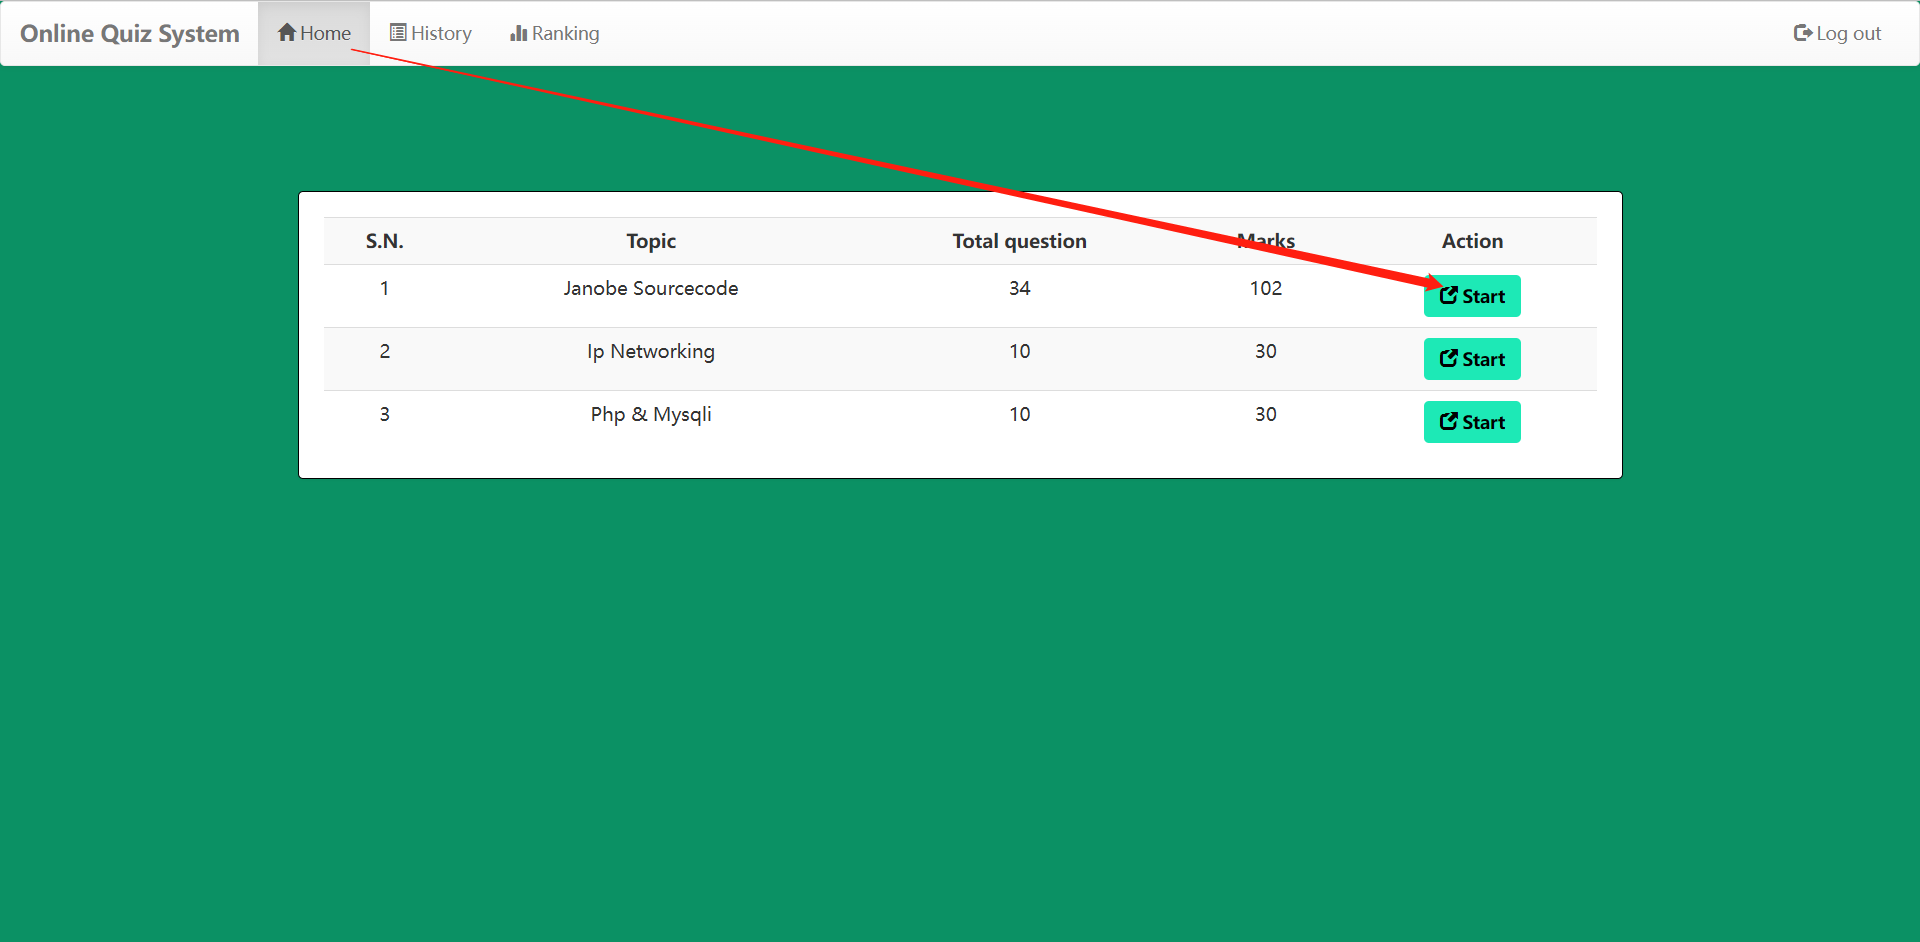 Online Quiz System Home History Ranking Log out
S.N. Topic Total question Marks Action
1 Janobe Sourcecode 34 102 Start
2 Ip Networking 10 30 Start
3 Php & Mysqli 10 30 Start